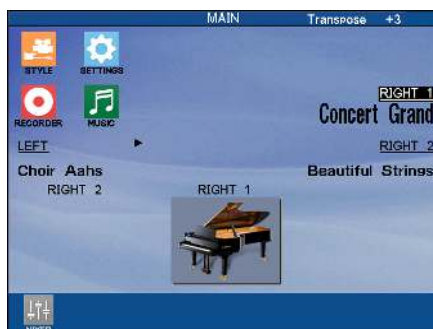 MAIN Transpose +3
STYLE SETTINGS
RIGHT 1
Concert Grand
RECORDER MUSIC
LEFT RIGHT 2
Choir Aahs Beautiful Strings
RIGHT 2 RIGHT 1
MIXER